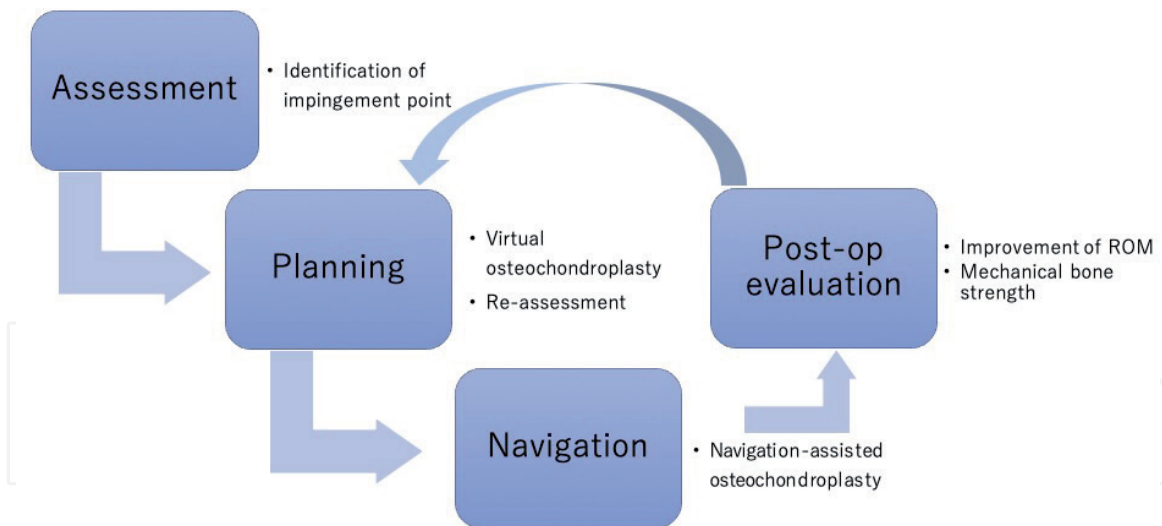 Assessment
• Identification of
impingement point
Planning
• Virtual
osteochondroplasty
• Re-assessment
Post-op
evaluation
• Improvement of ROM
• Mechanical bone
strength
Navigation
• Navigation-assisted
osteochondroplasty